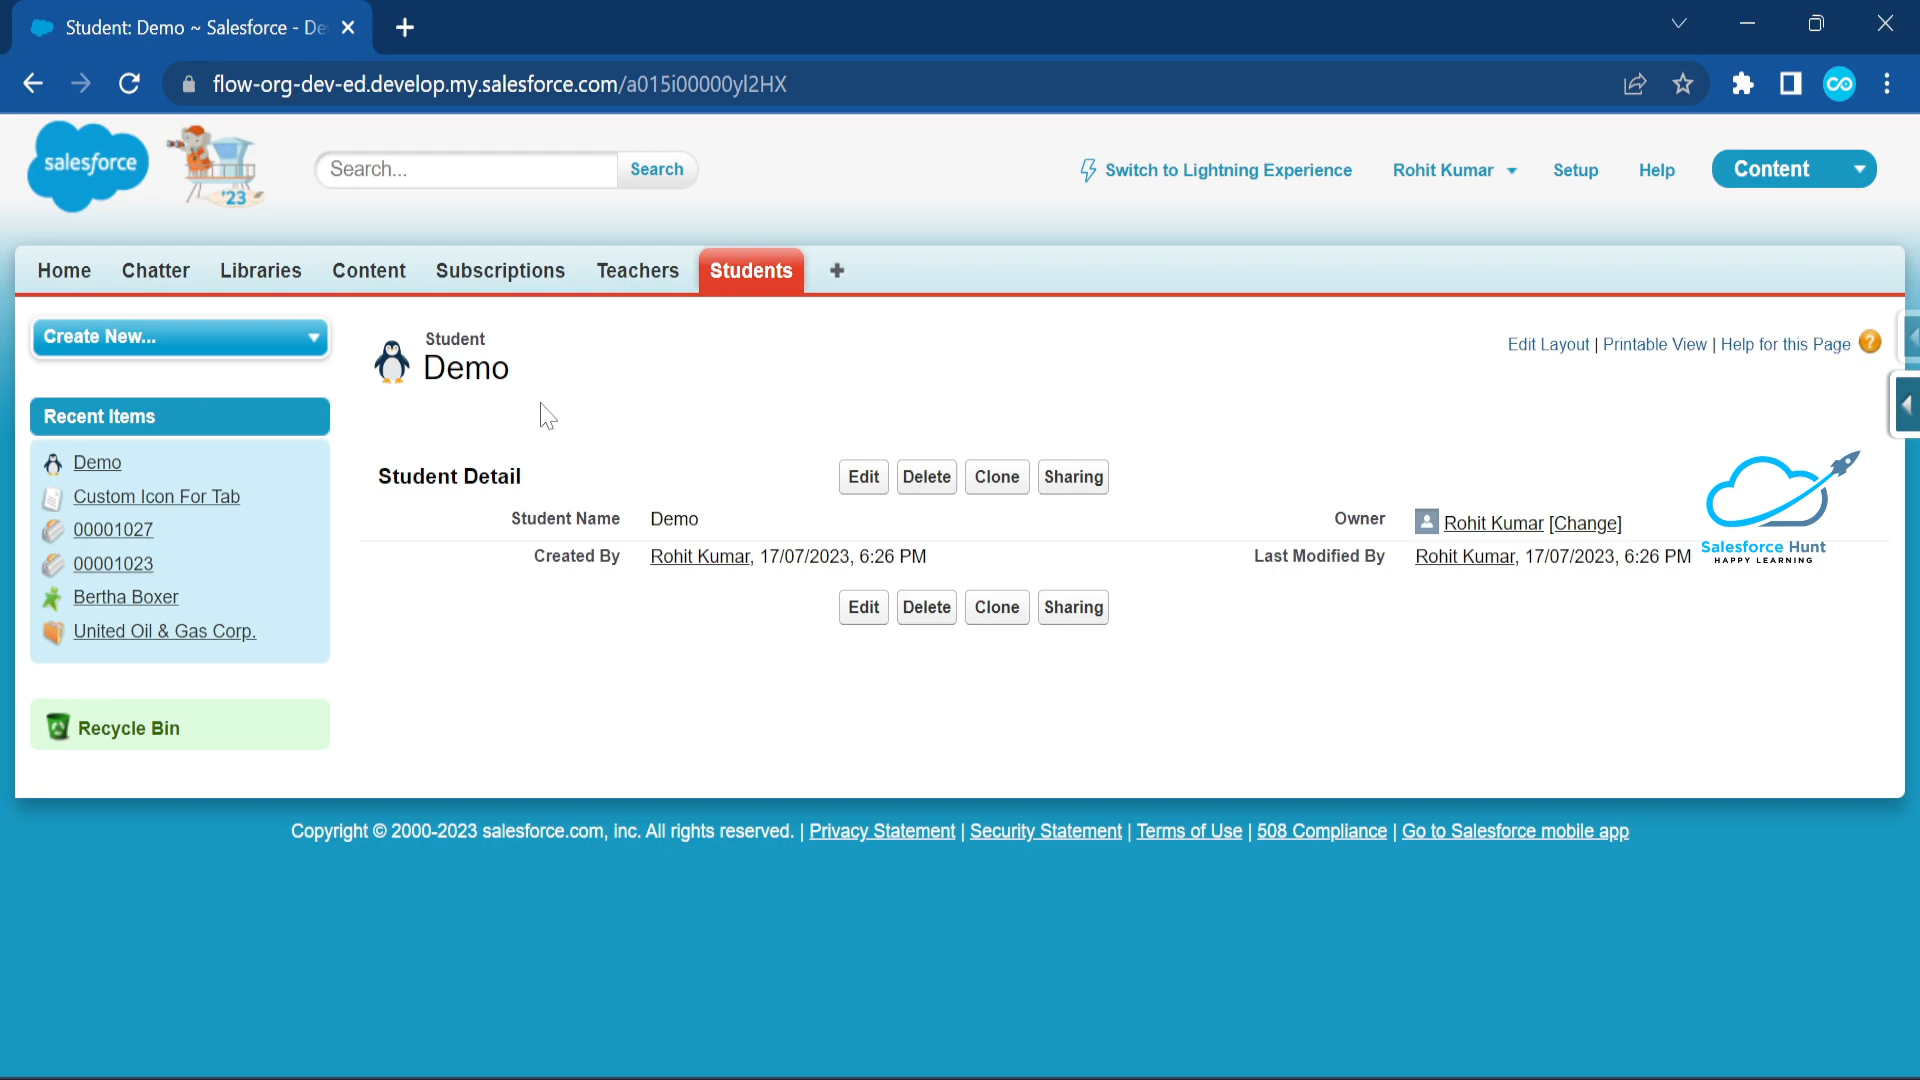 Student: Demo ~ Salesforce - De
flow-org-dev-ed.develop.my.salesforce.com/a015i00000yl2HX
salesforce
'23
Search...
Search
Switch to Lightning Experience
Rohit Kumar
Setup
Help
Content
Home
Chatter
Libraries
Content
Subscriptions
Teachers
Students
Create New...
Student
Demo
Edit Layout | Printable View | Help for this Page ?
Recent Items
Demo
Custom Icon For Tab
00001027
00001023
Bertha Boxer
United Oil & Gas Corp.
Recycle Bin
Student Detail
Edit
Delete
Clone
Sharing
Student Name Demo
Owner Rohit Kumar [Change]
Created By Rohit Kumar, 17/07/2023, 6:26 PM
Last Modified By Rohit Kumar, 17/07/2023, 6:26 PM
Edit
Delete
Clone
Sharing
Salesforce Hunt
HAPPY LEARNING
Copyright © 2000-2023 salesforce.com, inc. All rights reserved. | Privacy Statement | Security Statement | Terms of Use | 508 Compliance | Go to Salesforce mobile app